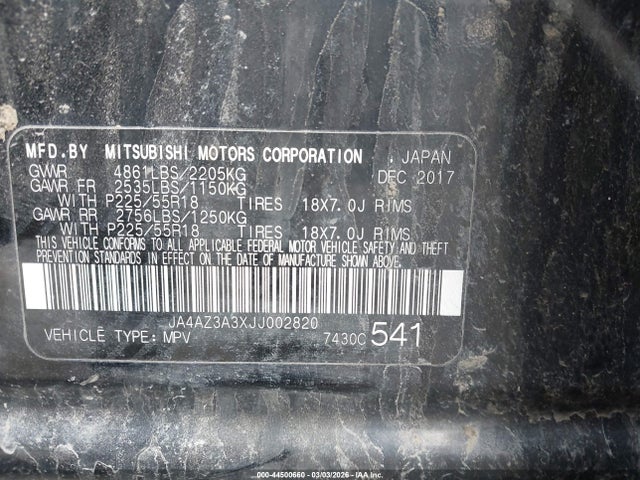 MFD.BY MITSUBISHI MOTORS CORPORATION JAPAN
GVWR 4861LBS/2205KG DEC 2017
GAWR FR 2535LBS/1150KG
WITH P225/55R18 TIRES 18X7.0J RIMS
GAWR RR 2756LBS/1250KG
WITH P225/55R18 TIRES 18X7.0J RIMS
THIS VEHICLE CONFORMS TO ALL APPLICABLE FEDERAL MOTOR VEHICLE SAFETY AND THEFT
PREVENTION STANDARDS IN EFFECT ON THE DATE OF MANUFACTURE SHOWN ABOVE.
JA4AZ3A3XJJ002820
VEHICLE TYPE: MPV 7430C 541
000-44500660 - 03/03/2026 - IAA Inc.